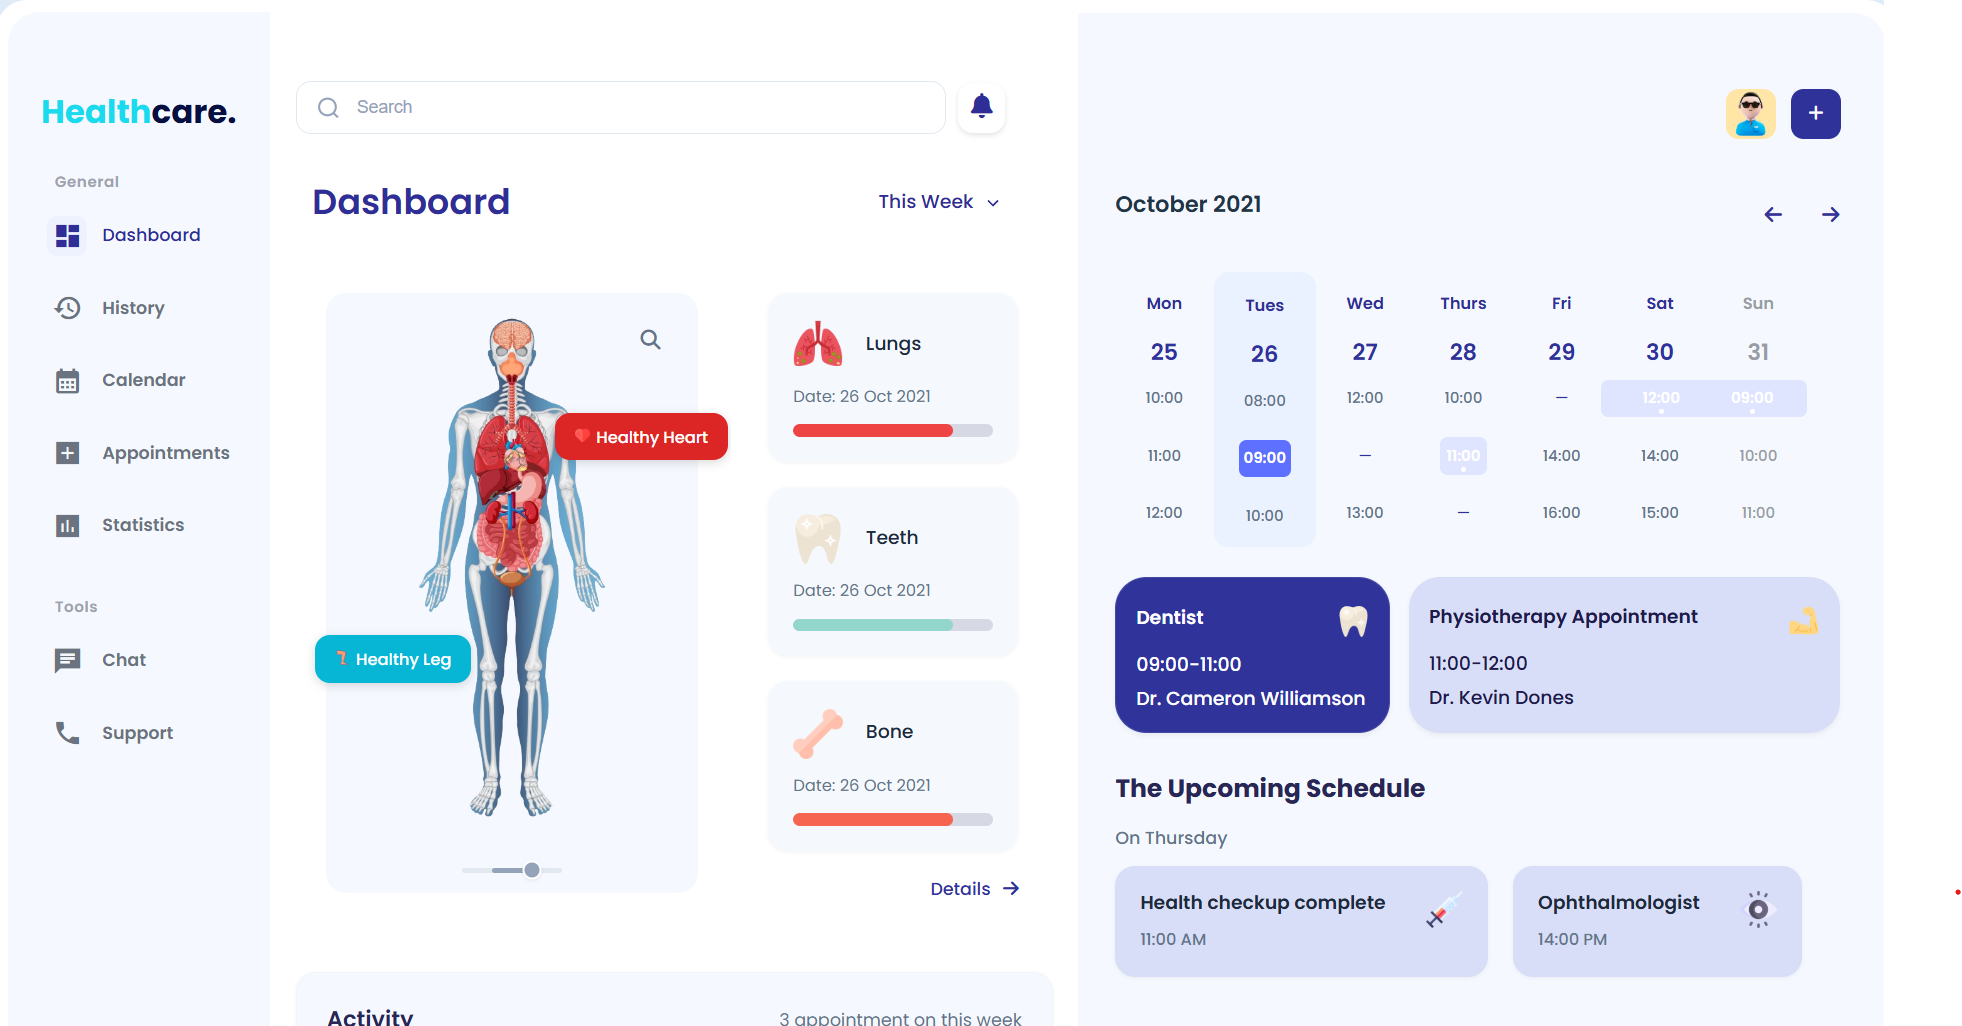 Healthcare.
General
Dashboard
History
Calendar
Appointments
Statistics
Tools
Chat
Support
Search
Dashboard
This Week
Healthy Heart
Healthy Leg
Lungs
Date: 26 Oct 2021
Teeth
Date: 26 Oct 2021
Bone
Date: 26 Oct 2021
Details
Activity
3 appointment on this week
October 2021
Mon Tues Wed Thurs Fri Sat Sun
25 26 27 28 29 30 31
10:00 08:00 12:00 10:00 — 12:00 09:00
11:00 09:00 — 11:00 14:00 14:00 10:00
12:00 10:00 13:00 — 16:00 15:00 11:00
Dentist
09:00-11:00
Dr. Cameron Williamson
Physiotherapy Appointment
11:00-12:00
Dr. Kevin Dones
The Upcoming Schedule
On Thursday
Health checkup complete
11:00 AM
Ophthalmologist
14:00 PM